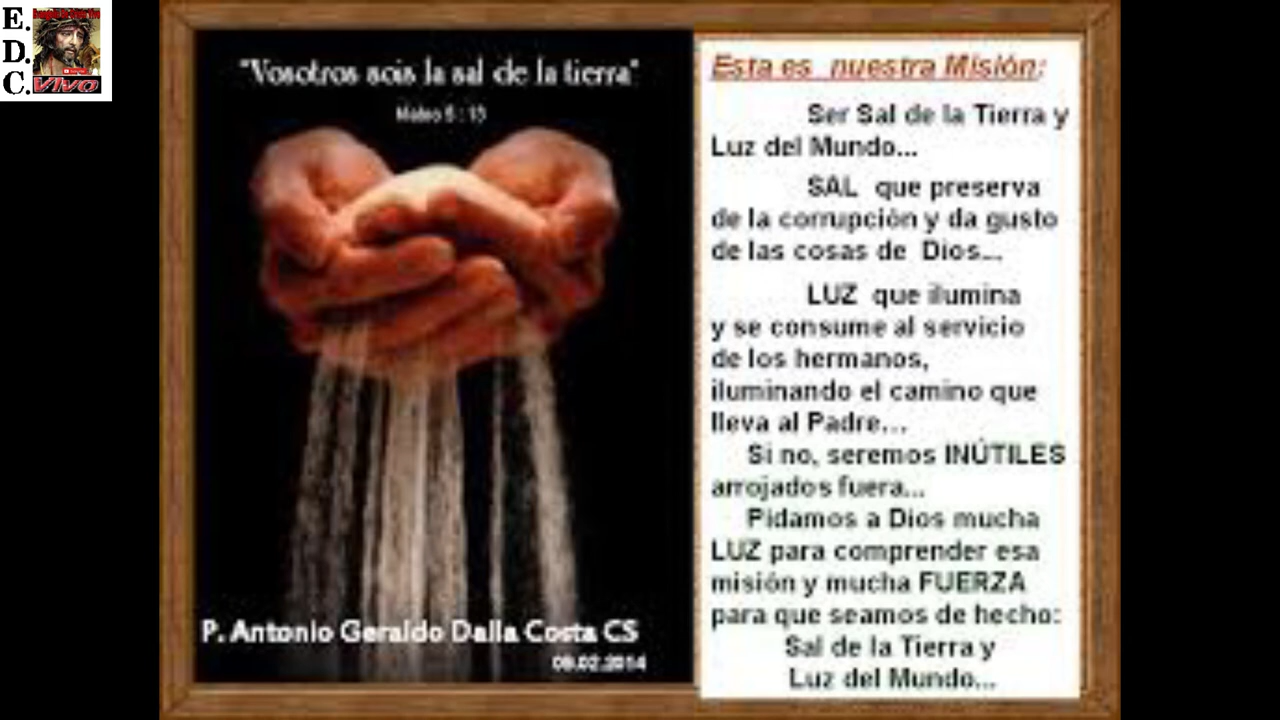 E.
D.
C.
Vivo
"Vosotros sois la sal de la tierra"
Mateo 5 : 13
P. Antonio Geraldo Dalla Costa CS
09.02.2014
Esta es nuestra Misión:
Ser Sal de la Tierra y
Luz del Mundo...
SAL que preserva
de la corrupción y da gusto
de las cosas de Dios...
LUZ que ilumina
y se consume al servicio
de los hermanos,
iluminando el camino que
lleva al Padre...
Si no, seremos INÚTILES
arrojados fuera...
Pidamos a Dios mucha
LUZ para comprender esa
misión y mucha FUERZA
para que seamos de hecho:
Sal de la Tierra y
Luz del Mundo...